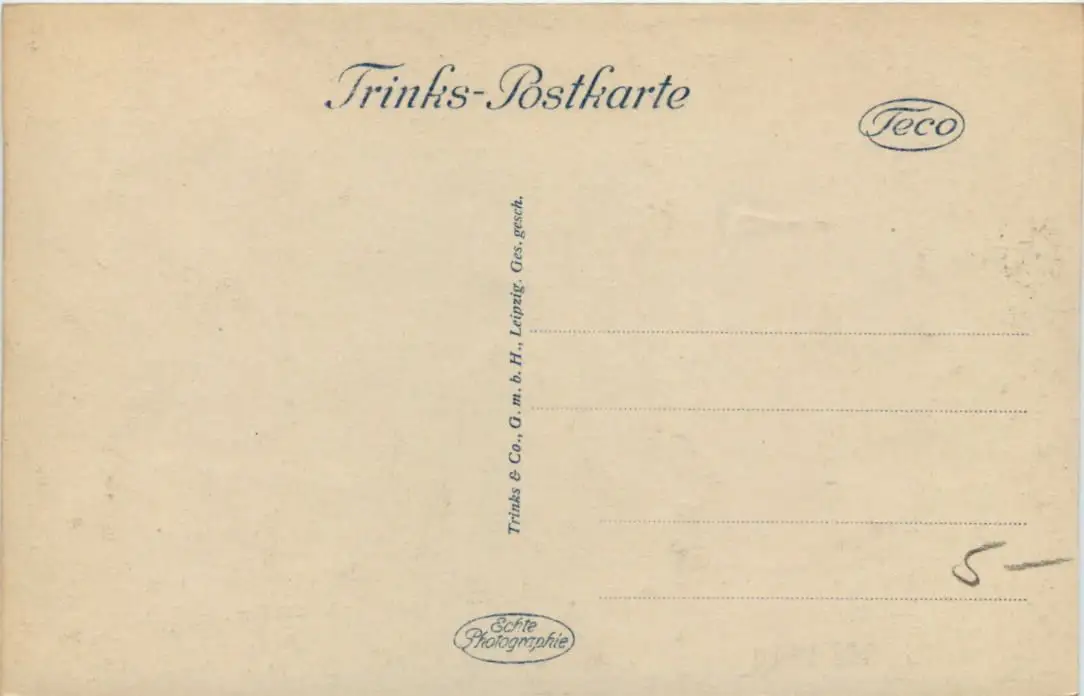 Trinks-Postkarte
Teco
Trinks & Co., G. m. b. H., Leipzig. Ges. gesch.
5 —
Echte
Photographie